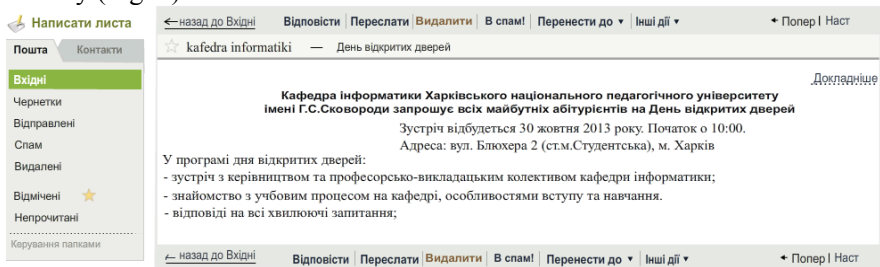 Написати листа
←назад до Вхідні Відповісти Переслати Видалити В спам! Перенести до ▼ Інші дії ▼ Попер | Наст
Пошта Контакти
kafedra informatiki — День відкритих дверей
Докладніше
Вхідні
Чернетки
Відправлені
Спам
Видалені
Відмічені
Непрочитані
Керування папками
Кафедра інформатики Харківського національного педагогічного університету
імені Г.С.Сковороди запрошує всіх майбутніх абітурієнтів на День відкритих дверей
Зустріч відбудеться 30 жовтня 2013 року. Початок о 10:00.
Адреса: вул. Блюхера 2 (ст.м.Студентська), м. Харків
У програмі дня відкритих дверей:
- зустріч з керівництвом та професорсько-викладацьким колективом кафедри інформатики;
- знайомство з учбовим процесом на кафедрі, особливостями вступу та навчання.
- відповіді на всі хвилюючі запитання;
← назад до Вхідні Відповісти Переслати Видалити В спам! Перенести до ▼ Інші дії ▼ Попер | Наст